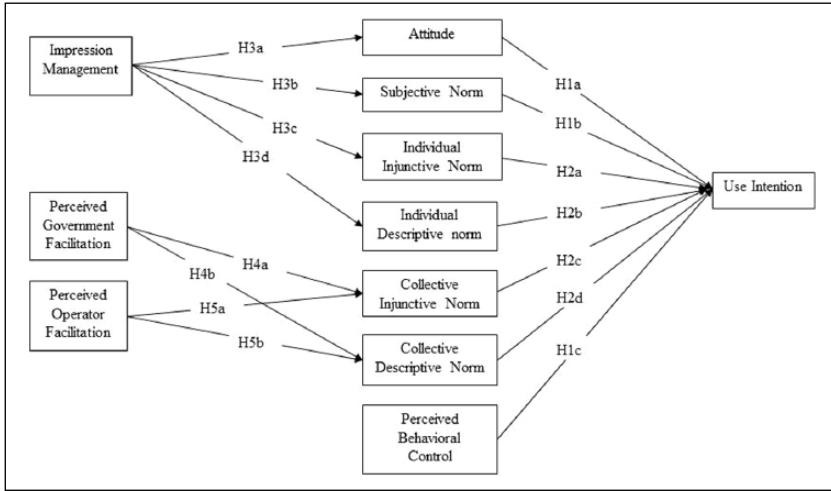 Impression
Management
Perceived
Government
Facilitation
Perceived
Operator
Facilitation
H3a
H3b
H3c
H3d
H4a
H4b
H5a
H5b
Attitude
Subjective Norm
Individual
Injunctive Norm
Individual
Descriptive norm
Collective
Injunctive Norm
Collective
Descriptive Norm
Perceived
Behavioral
Control
H1a
H1b
H2a
H2b
H2c
H2d
H1c
Use Intention